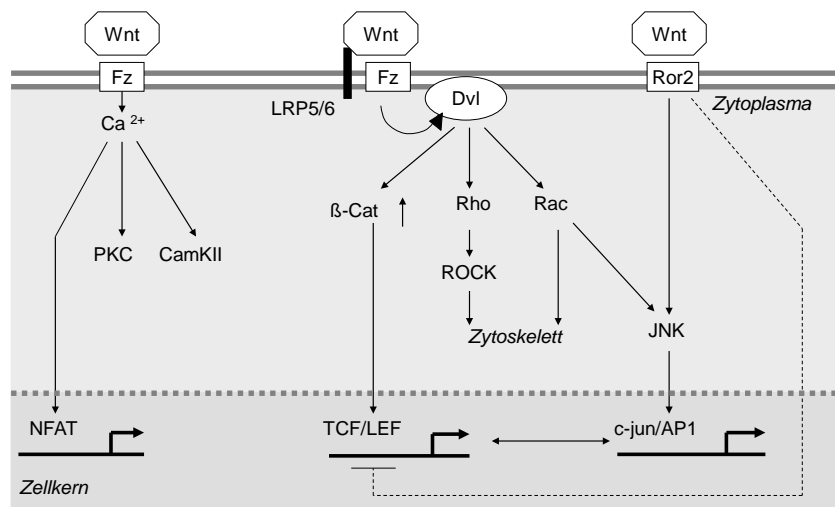 Wnt
Wnt
Wnt
Fz
Fz
Ror2
LRP5/6
Dvl
Zytoplasma
Ca 2+
ß-Cat
Rho
Rac
PKC
CamKII
ROCK
Zytoskelett
JNK
NFAT
TCF/LEF
c-jun/AP1
Zellkern